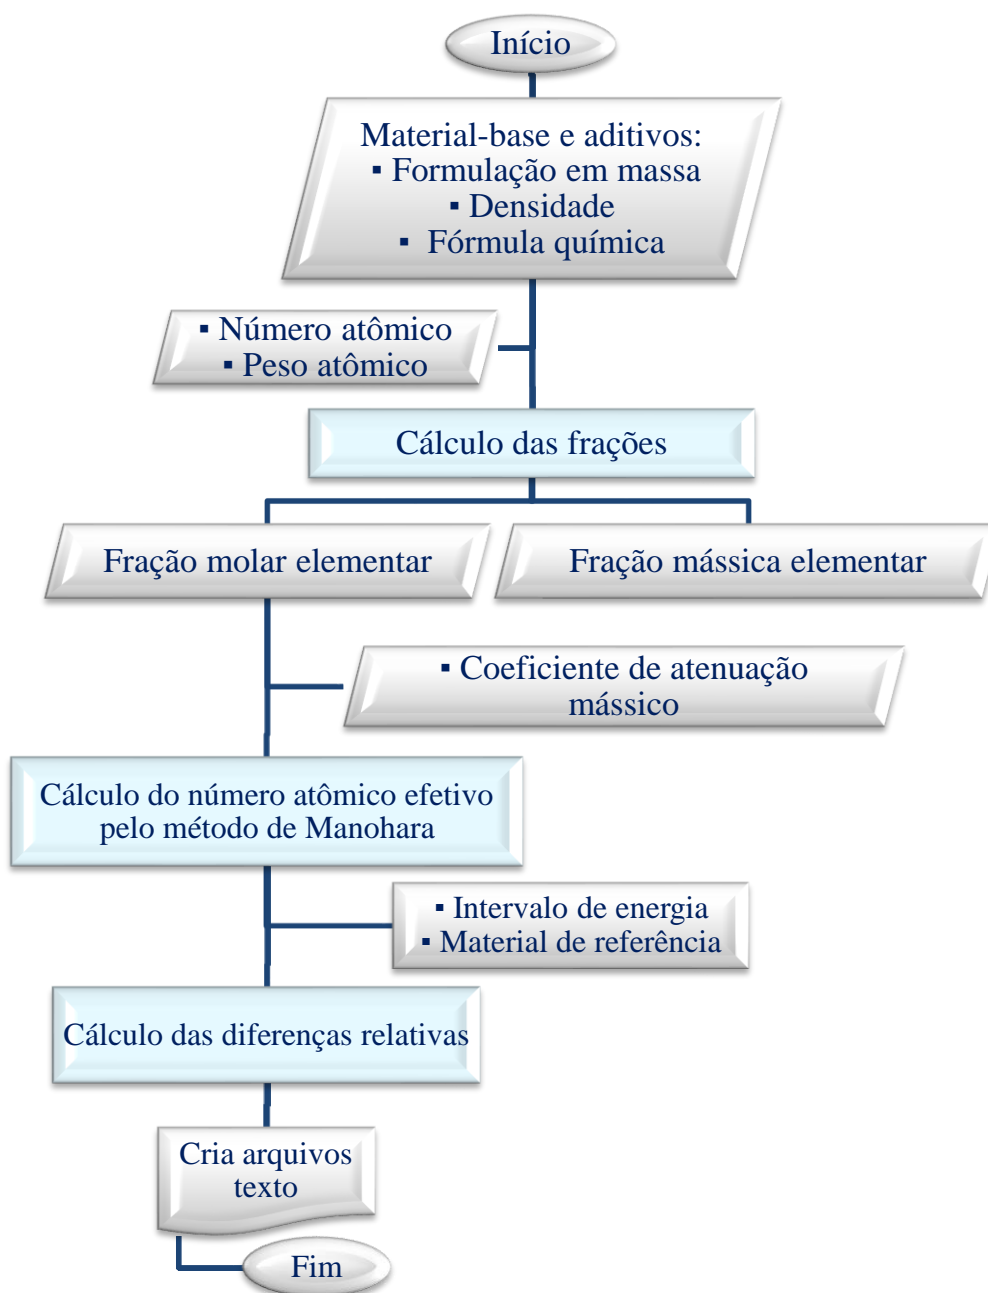 Início
Material-base e aditivos:
▪ Formulação em massa
▪ Densidade
▪ Fórmula química
▪ Número atômico
▪ Peso atômico
Cálculo das frações
Fração molar elementar
Fração mássica elementar
▪ Coeficiente de atenuação
mássico
Cálculo do número atômico efetivo
pelo método de Manohara
▪ Intervalo de energia
▪ Material de referência
Cálculo das diferenças relativas
Cria arquivos
texto
Fim